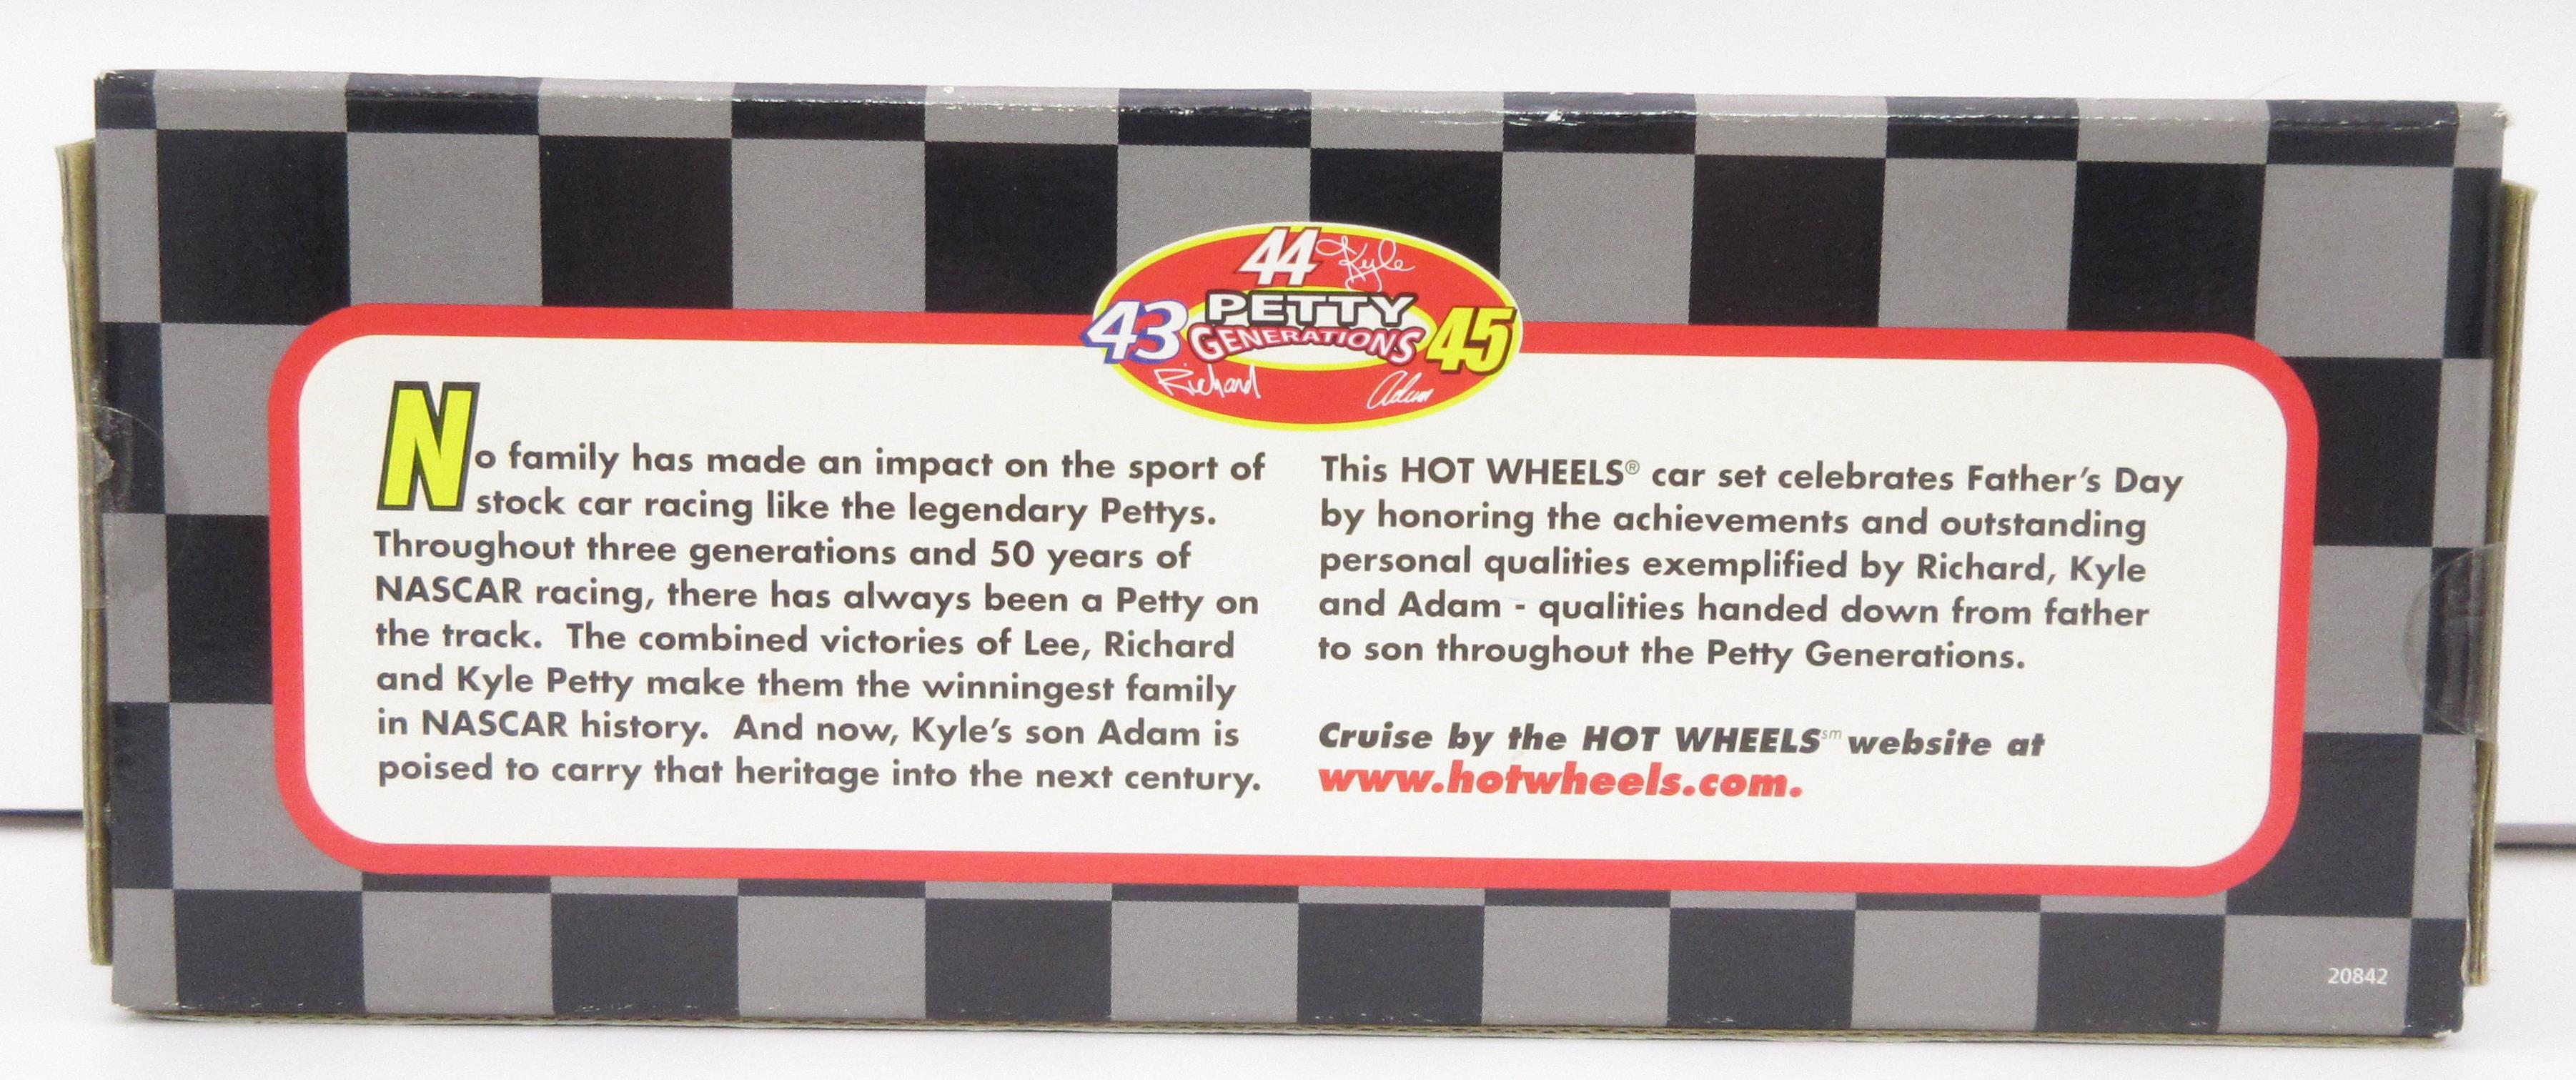 44 Kyle
PETTY
43 GENERATIONS 45
Richard Adam
No family has made an impact on the sport of
stock car racing like the legendary Pettys.
Throughout three generations and 50 years of
NASCAR racing, there has always been a Petty on
the track. The combined victories of Lee, Richard
and Kyle Petty make them the winningest family
in NASCAR history. And now, Kyle's son Adam is
poised to carry that heritage into the next century.
This HOT WHEELS® car set celebrates Father's Day
by honoring the achievements and outstanding
personal qualities exemplified by Richard, Kyle
and Adam - qualities handed down from father
to son throughout the Petty Generations.
Cruise by the HOT WHEELS℠ website at
www.hotwheels.com.
20842